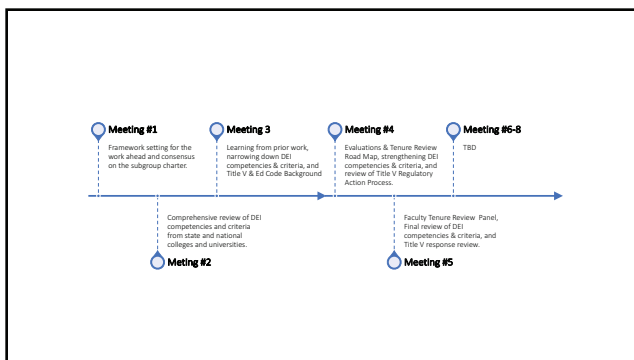 Meeting #1
Framework setting for the
work ahead and consensus
on the subgroup charter.
Meeting 3
Learning from prior work,
narrowing down DEI
competencies & criteria, and
Title V & Ed Code Background
Meeting #4
Evaluations & Tenure Review
Road Map, strengthening DEI
competencies & criteria, and
review of Title V Regulatory
Action Process.
Meeting #6-8
TBD
Comprehensive review of DEI
competencies and criteria
from state and national
colleges and universities.
Meting #2
Faculty Tenure Review Panel,
Final review of DEI
competencies & criteria, and
Title V response review.
Meeting #5